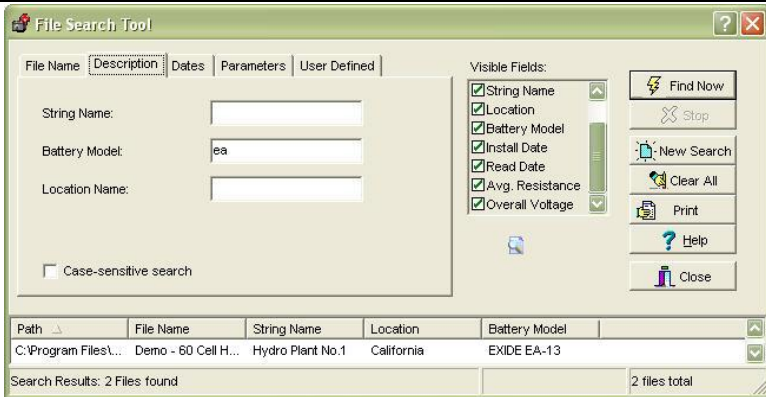 File Search Tool
File Name Description Dates Parameters User Defined
String Name:
Battery Model: ea
Location Name:
Case-sensitive search
Visible Fields:
String Name
Location
Battery Model
Install Date
Read Date
Avg. Resistance
Overall Voltage
Find Now
Stop
New Search
Clear All
Print
Help
Close
Path File Name String Name Location Battery Model
C:\Program Files\... Demo - 60 Cell H... Hydro Plant No.1 California EXIDE EA-13
Search Results: 2 Files found 2 files total